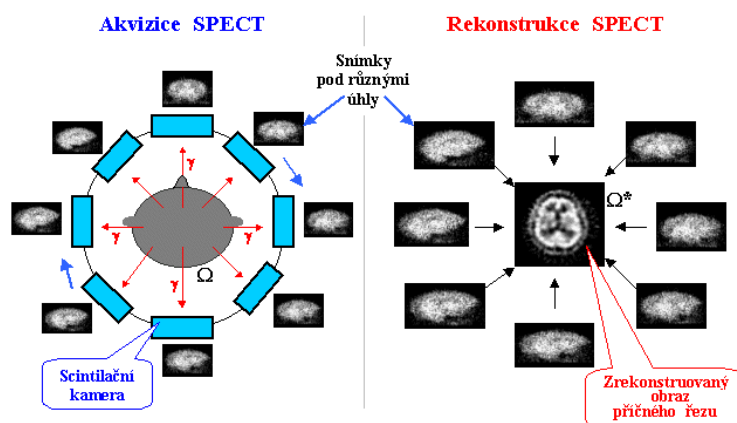 Akvizice SPECT
Rekonstrukce SPECT
Snímky
pod různými
úhly
γ
γ
γ
γ
Ω
Ω*
Scintilační
kamera
Zrekonstruovaný
obraz
příčného řezu